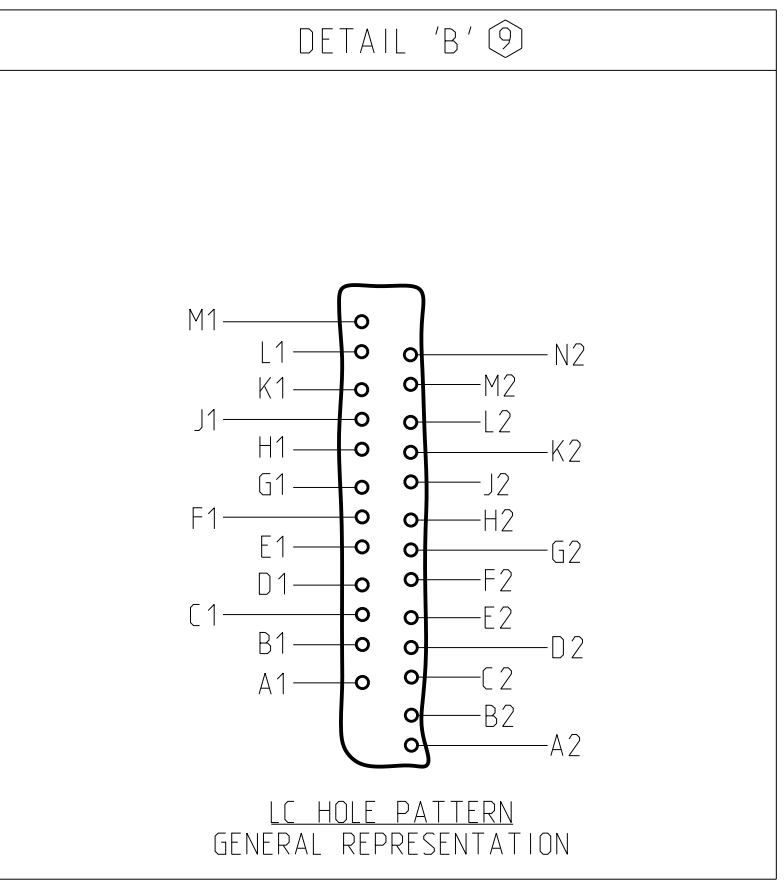 DETAIL 'B' 9
M1
L1
N2
K1
M2
J1
L2
H1
K2
G1
J2
F1
H2
E1
G2
D1
F2
C1
E2
B1
D2
A1
C2
B2
A2
LC HOLE PATTERN
GENERAL REPRESENTATION